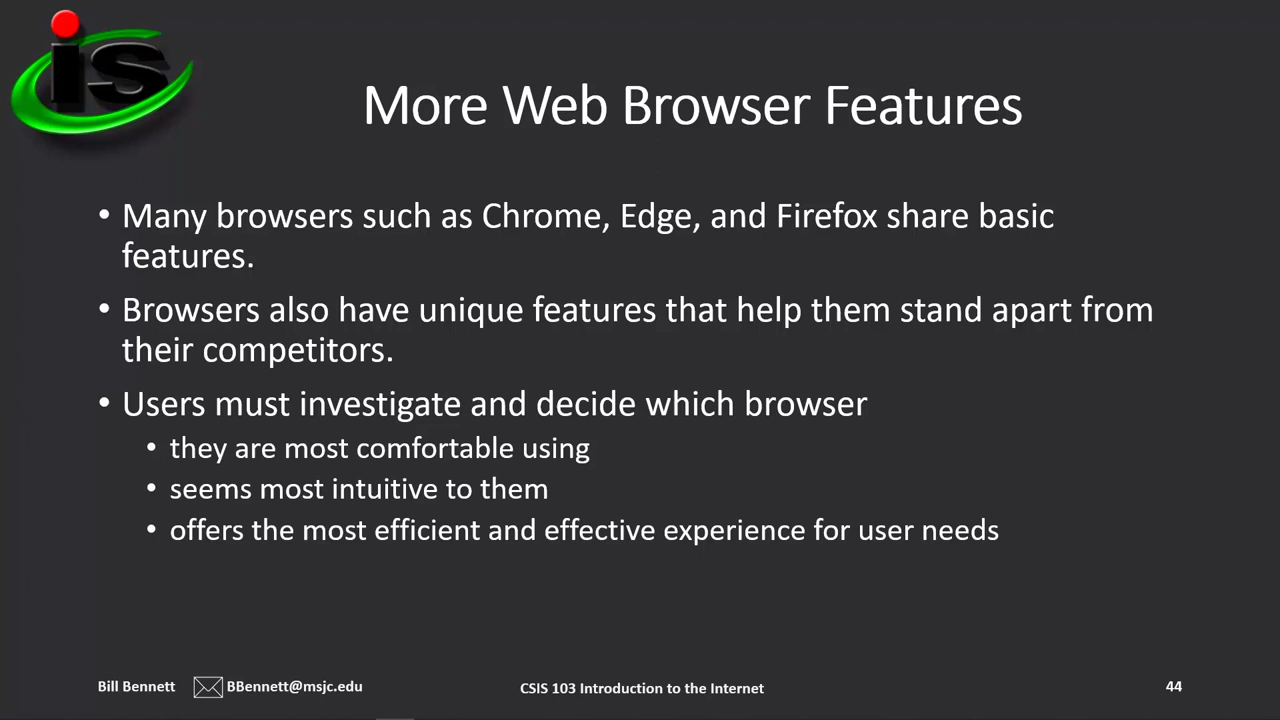 is
More Web Browser Features
• Many browsers such as Chrome, Edge, and Firefox share basic
features.
• Browsers also have unique features that help them stand apart from
their competitors.
• Users must investigate and decide which browser
• they are most comfortable using
• seems most intuitive to them
• offers the most efficient and effective experience for user needs
Bill Bennett BBennett@msjc.edu CSIS 103 Introduction to the Internet 44